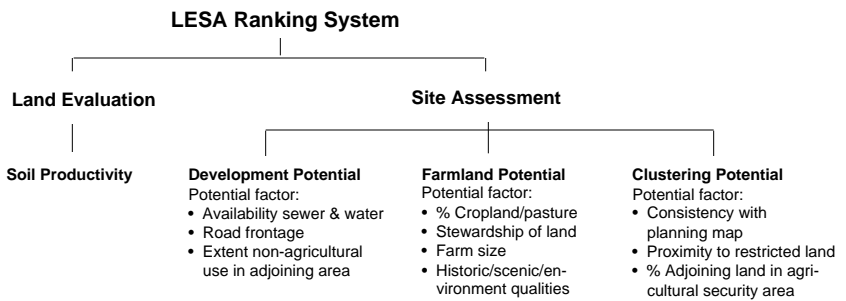 LESA Ranking System
Land Evaluation
Site Assessment
Soil Productivity
Development Potential
Potential factor:
• Availability sewer & water
• Road frontage
• Extent non-agricultural
use in adjoining area
Farmland Potential
Potential factor:
• % Cropland/pasture
• Stewardship of land
• Farm size
• Historic/scenic/en-
vironment qualities
Clustering Potential
Potential factor:
• Consistency with
planning map
• Proximity to restricted land
• % Adjoining land in agri-
cultural security area